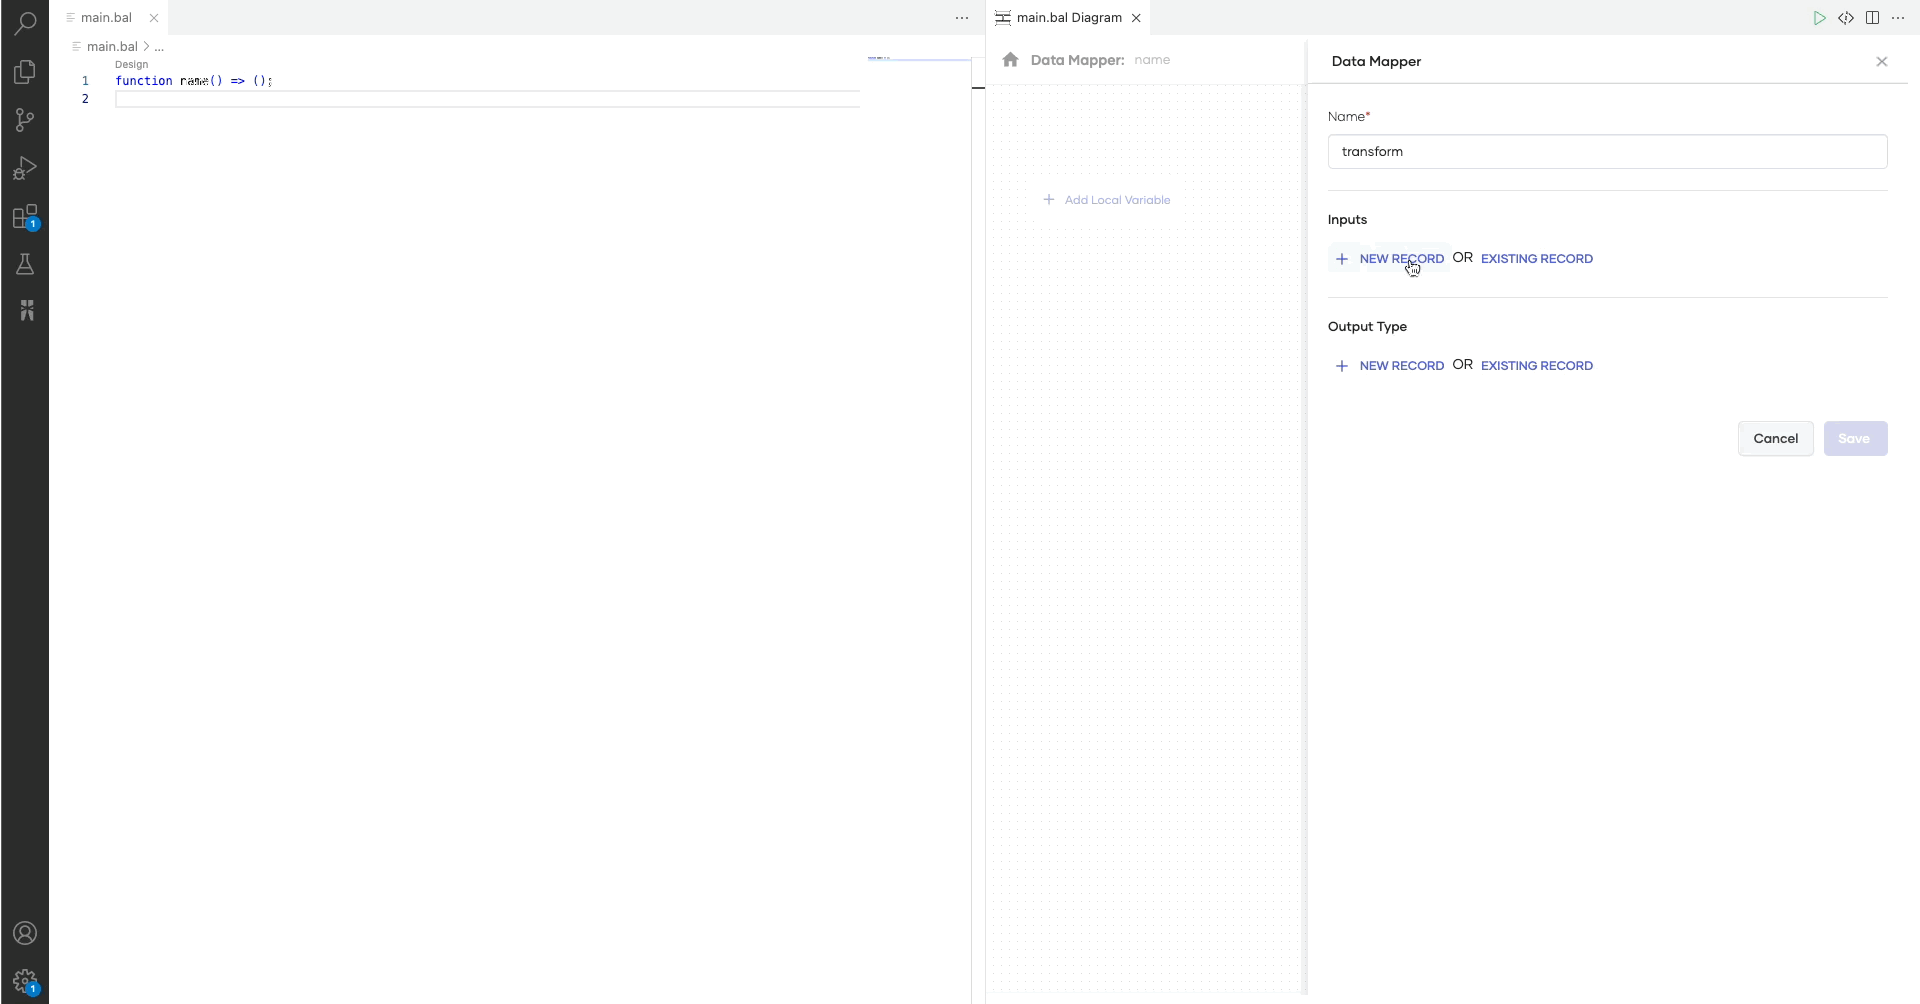 main.bal
main.bal > ...
Design
1 function name() => ();
2
1
1
main.bal Diagram
Data Mapper: name
+ Add Local Variable
Data Mapper
Name*
transform
Inputs
+ NEW RECORD OR EXISTING RECORD
Output Type
+ NEW RECORD OR EXISTING RECORD
Cancel Save